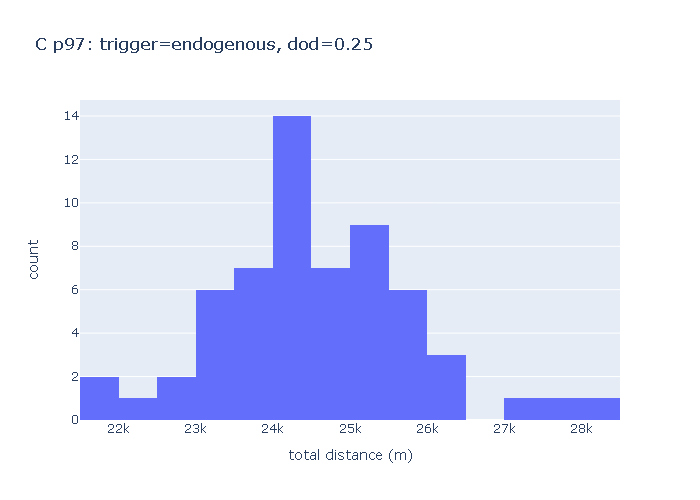 C p97: trigger=endogenous, dod=0.25
14
12
10
8
6
4
2
0
count
22k 23k 24k 25k 26k 27k 28k
total distance (m)